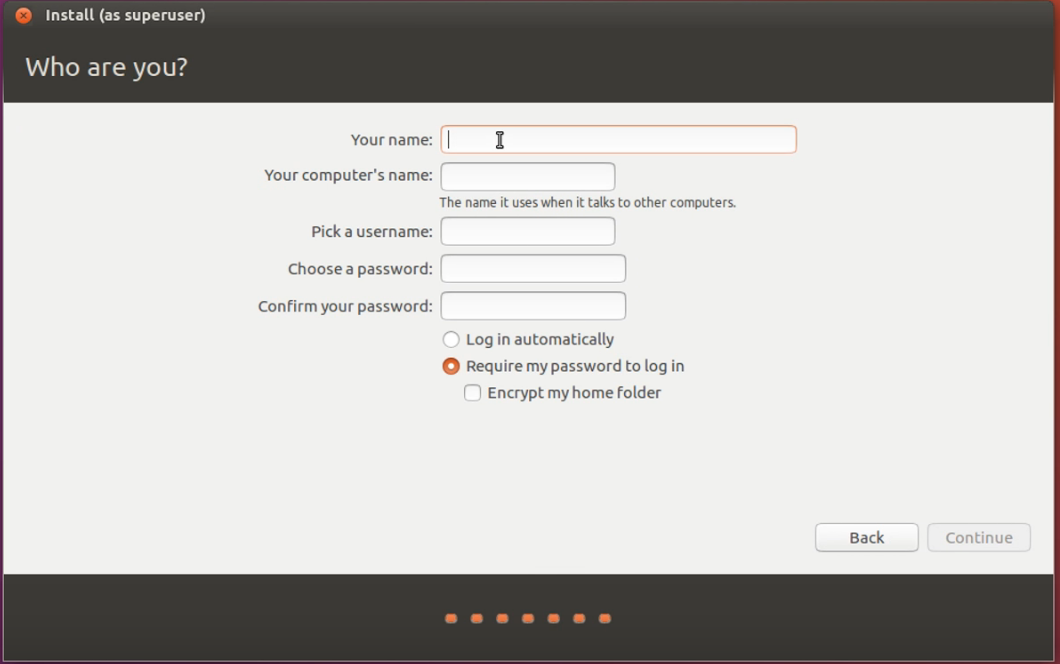 Install (as superuser)
Who are you?
Your name:
Your computer's name:
The name it uses when it talks to other computers.
Pick a username:
Choose a password:
Confirm your password:
Log in automatically
Require my password to log in
Encrypt my home folder
Back Continue